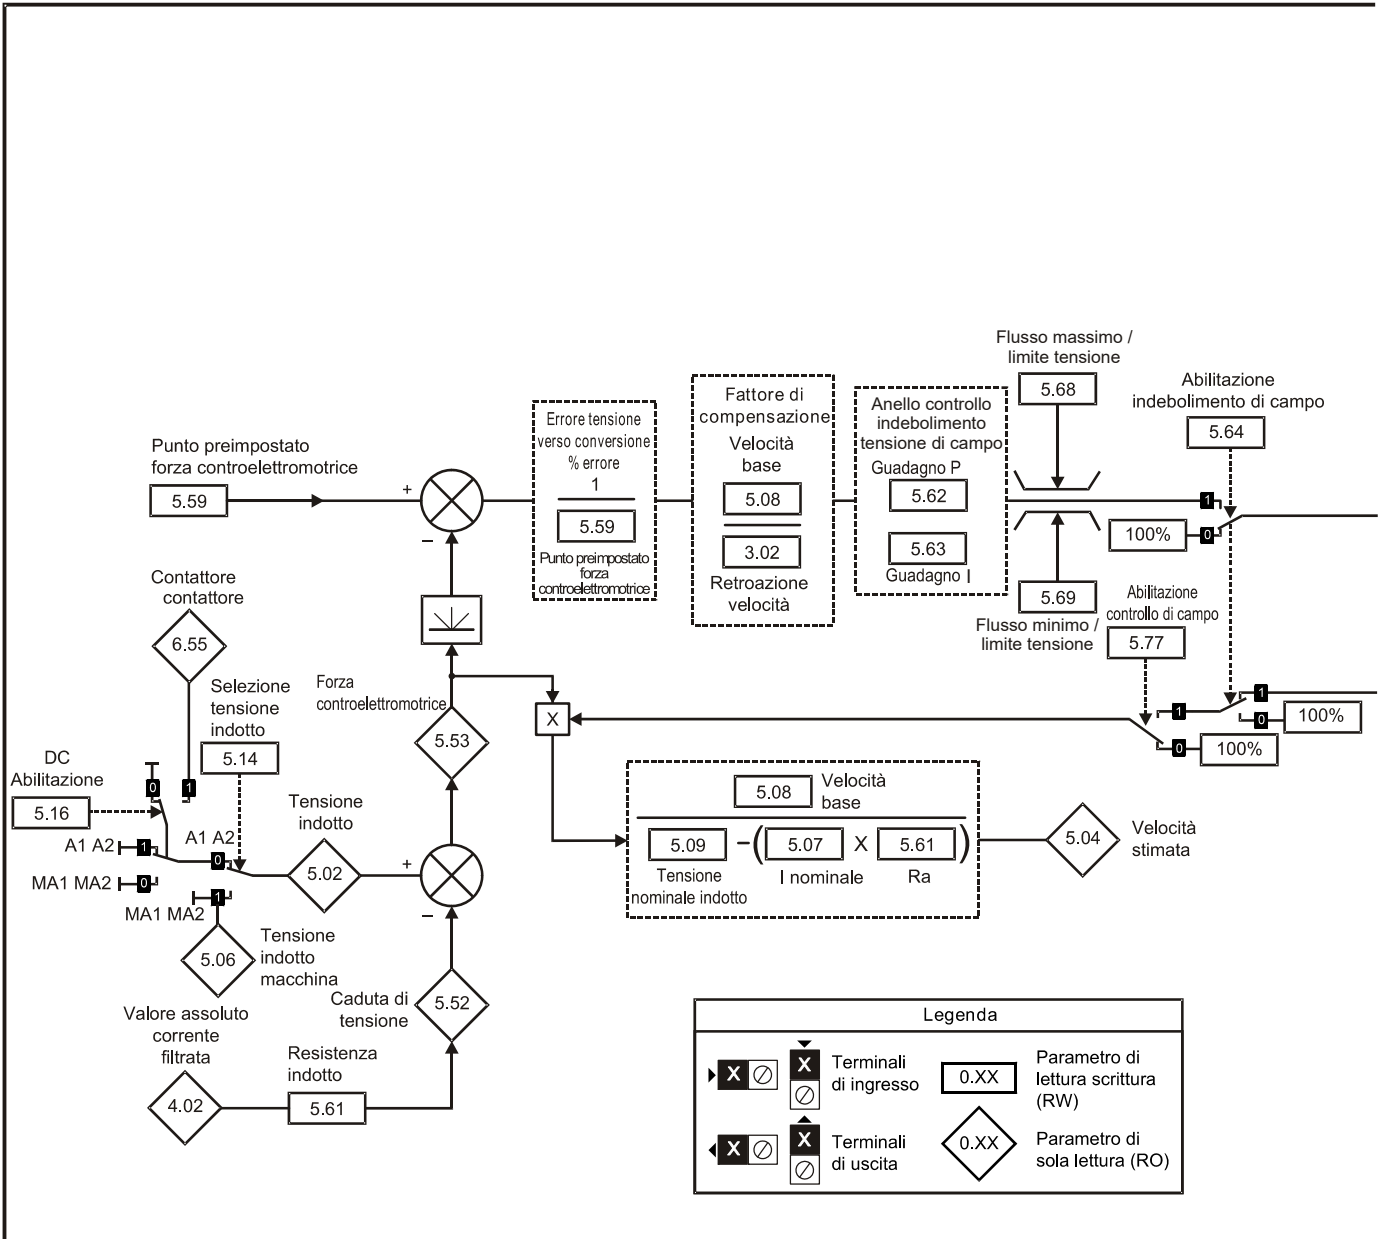 Flusso massimo /
limite tensione
5.68
Abilitazione
indebolimento di campo
5.64
Punto preimpostato
forza controelettromotrice
5.59
+
–
Errore tensione
verso conversione
% errore
1
5.59
Punto preimpostato
forza
controelettromotrice
Fattore di
compensazione
Velocità
base
5.08
3.02
Retroazione
velocità
Anello controllo
indebolimento
tensione di campo
Guadagno P
5.62
5.63
Guadagno I
1
0
100%
5.69
Flusso minimo /
limite tensione
Abilitazione
controllo di campo
5.77
Contattore
contattore
6.55
Selezione
tensione
indotto
5.14
Forza
controelettromotrice
5.53
X
1
0
1
0
100%
100%
DC
Abilitazione
5.16
0
1
A1 A2
1
MA1 MA2
0
A1 A2
0
MA1 MA2
1
Tensione
indotto
5.02
+
–
5.06
Tensione
indotto
macchina
5.08
Velocità
base
5.09
–
(
5.07
X
5.61
)
Tensione
nominale indotto
I nominale
Ra
5.04
Velocità
stimata
Caduta di
tensione
5.52
Valore assoluto
corrente
filtrata
4.02
Resistenza
indotto
5.61
Legenda
X
X
Terminali
di ingresso
0.XX
Parametro di
lettura scrittura
(RW)
X
X
Terminali
di uscita
0.XX
Parametro di
sola lettura (RO)